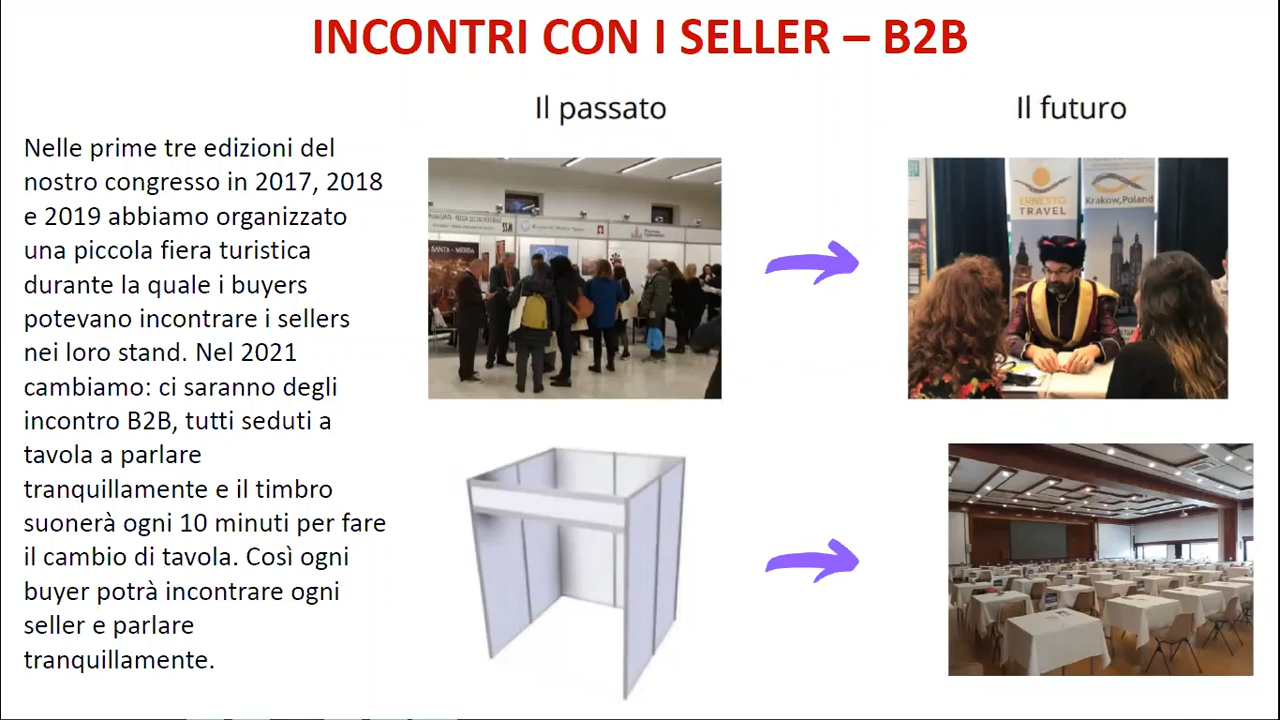 INCONTRI CON I SELLER – B2B
Il passato
Il futuro
Nelle prime tre edizioni del
nostro congresso in 2017, 2018
e 2019 abbiamo organizzato
una piccola fiera turistica
durante la quale i buyers
potevano incontrare i sellers
nei loro stand. Nel 2021
cambiamo: ci saranno degli
incontro B2B, tutti seduti a
tavola a parlare
tranquillamente e il timbro
suonerà ogni 10 minuti per fare
il cambio di tavola. Così ogni
buyer potrà incontrare ogni
seller e parlare
tranquillamente.
SSM
ERNESTO
TRAVEL
Krakow, Poland